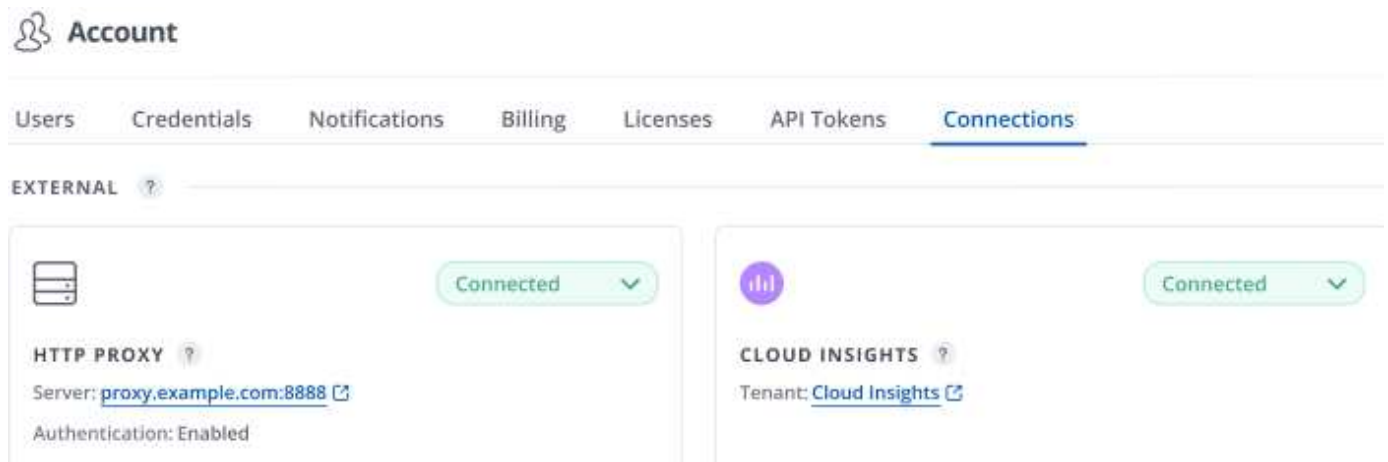 Account
Users Credentials Notifications Billing Licenses API Tokens Connections
EXTERNAL ?
Connected
HTTP PROXY ?
Server: proxy.example.com:8888
Authentication: Enabled
Connected
CLOUD INSIGHTS ?
Tenant: Cloud Insights